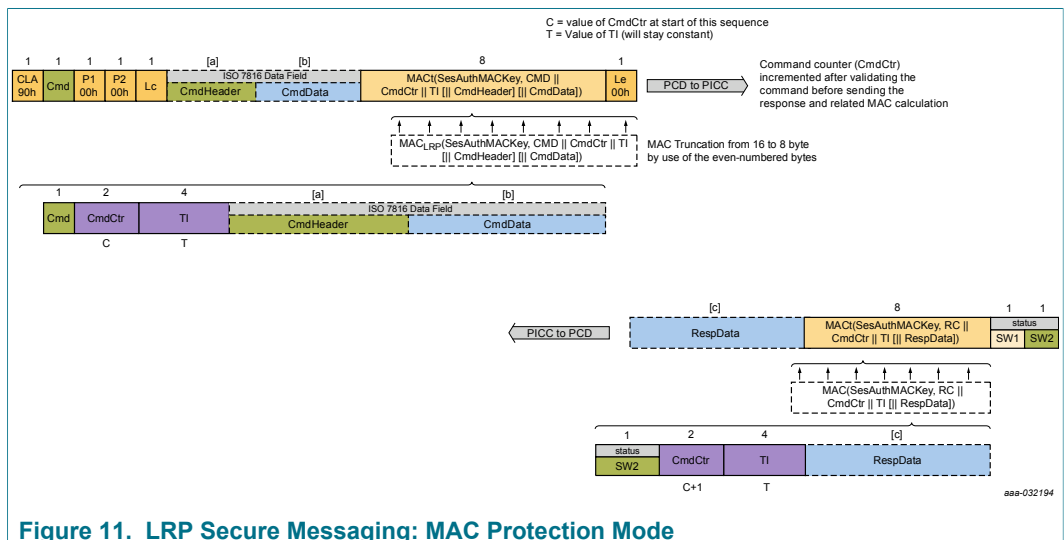 C = value of CmdCtr at start of this sequence
T = Value of TI (will stay constant)
1 1 1 1 1 [a] [b] 8 1
CLA
90h
Cmd
P1
00h
P2
00h
Lc
ISO 7816 Data Field
CmdHeader
CmdData
MACt(SesAuthMACKey, CMD ||
CmdCtr || TI [|| CmdHeader] [|| CmdData])
Le
00h
PCD to PICC
Command counter (CmdCtr)
incremented after validating the
command before sending the
response and related MAC calculation
MACLRP(SesAuthMACKey, CMD || CmdCtr || TI
[|| CmdHeader] [|| CmdData])
MAC Truncation from 16 to 8 byte
by use of the even-numbered bytes
1 2 4 [a] [b]
Cmd
CmdCtr
TI
ISO 7816 Data Field
CmdHeader
CmdData
C T
[c] 8 1 1
PICC to PCD
RespData
MACt(SesAuthMACKey, RC ||
CmdCtr || TI [|| RespData])
status
SW1
SW2
MAC(SesAuthMACKey, RC ||
CmdCtr || TI [|| RespData])
1 2 4 [c]
status
SW2
CmdCtr
TI
RespData
C+1 T
aaa-032194
Figure 11. LRP Secure Messaging: MAC Protection Mode